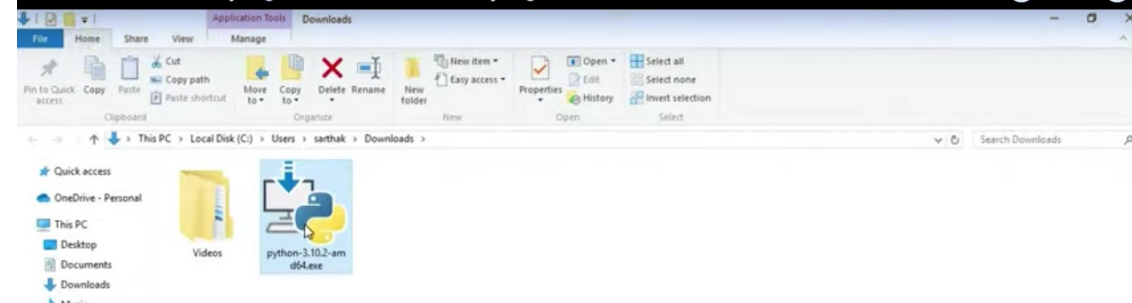 Application Tools Downloads
File Home Share View Manage
Pin to Quick access
Copy
Paste
Cut
Copy path
Paste shortcut
Clipboard
Move to
Copy to
Delete
Rename
Organize
New folder
New item
Easy access
New
Properties
Open
Edit
History
Open
Select all
Select none
Invert selection
Select
This PC > Local Disk (C:) > Users > sarthak > Downloads >
Search Downloads
Quick access
OneDrive - Personal
This PC
Desktop
Documents
Downloads
Videos
python-3.10.2-am
d64.exe